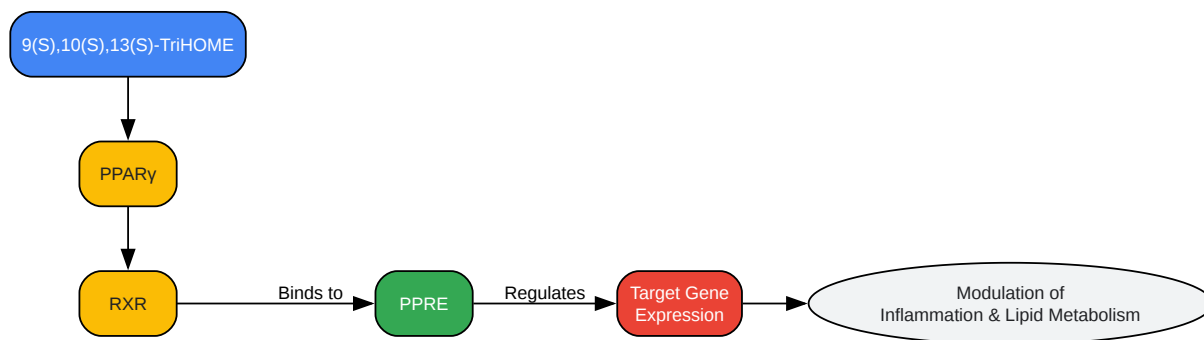 9(S),10(S),13(S)-TriHOME
PPARγ
RXR
Binds to
PPRE
Regulates
Target Gene
Expression
Modulation of
Inflammation & Lipid Metabolism